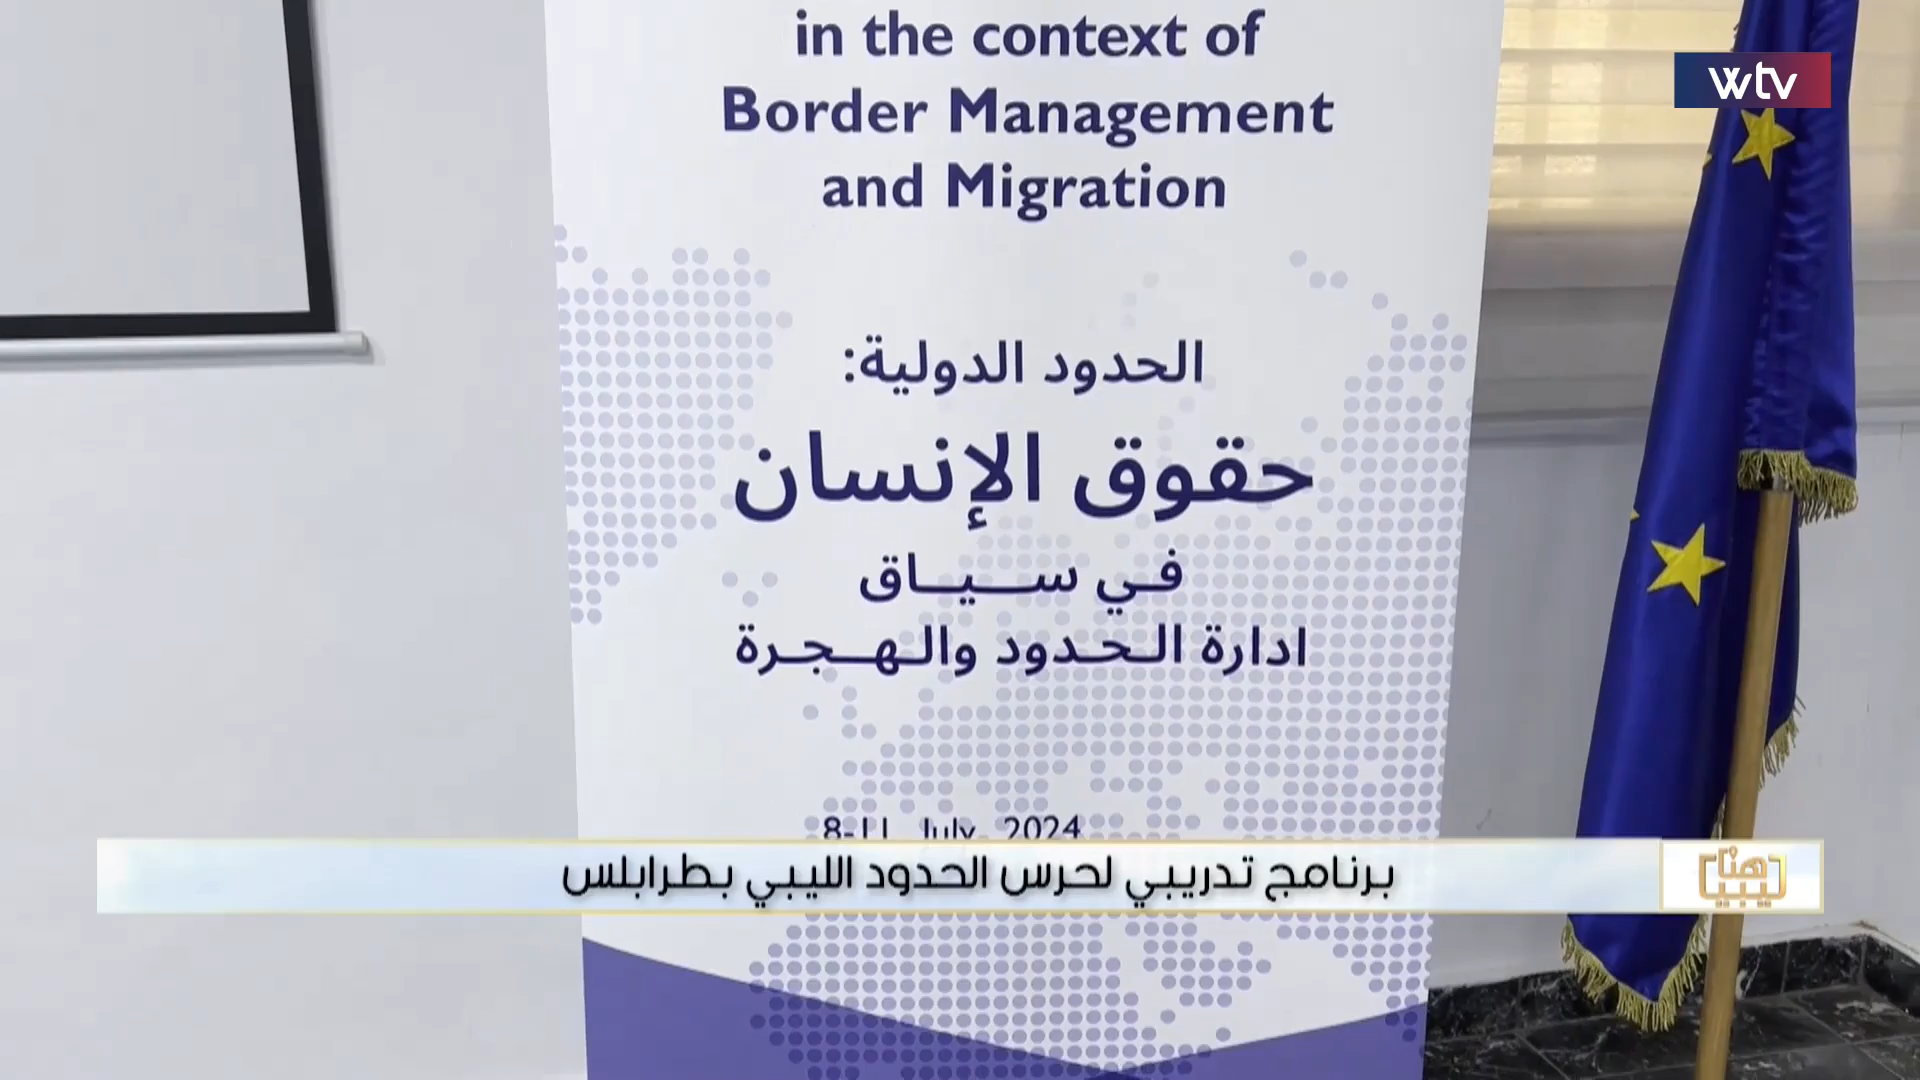 in the context of
Border Management
and Migration
wtv
الحدود الدولية:
حقوق الإنسان
في سياق
ادارة الحدود والهجرة
8-11 July 2024
برنامج تدريبي لحرس الحدود الليبي بطرابلس
هنا
ليبيا